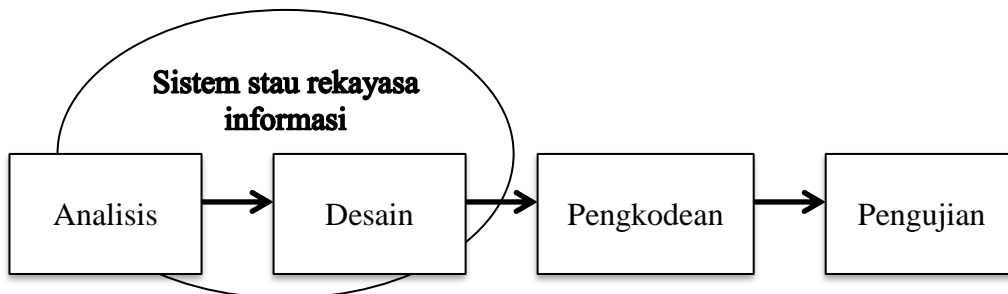 Sistem stau rekayasa
informasi
Analisis
Desain
Pengkodean
Pengujian